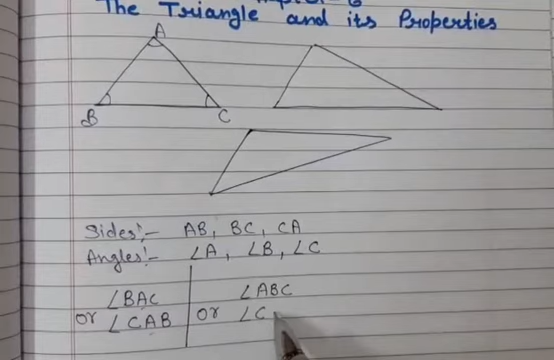 The Triangle and its Properties
A
B C
Sides:- AB, BC, CA
Angles:- ∠A, ∠B, ∠C
∠BAC ∠ABC
or ∠CAB or ∠C